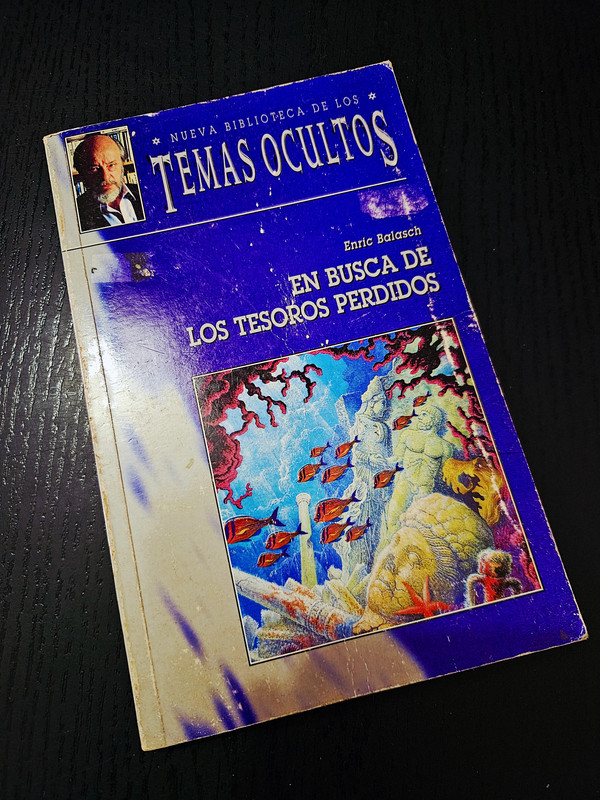 NUEVA BIBLIOTECA DE LOS
TEMAS OCULTOS
Enric Balasch
EN BUSCA DE
LOS TESOROS PERDIDOS